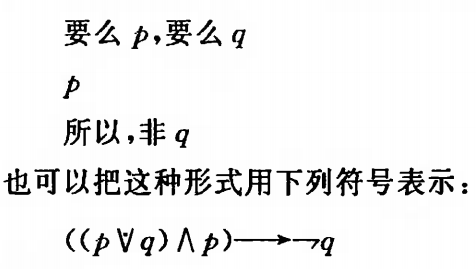 要么 p,要么 q
p
所以,非 q
也可以把这种形式用下列符号表示:
((p ∀̇ q) ∧ p)⟶¬q